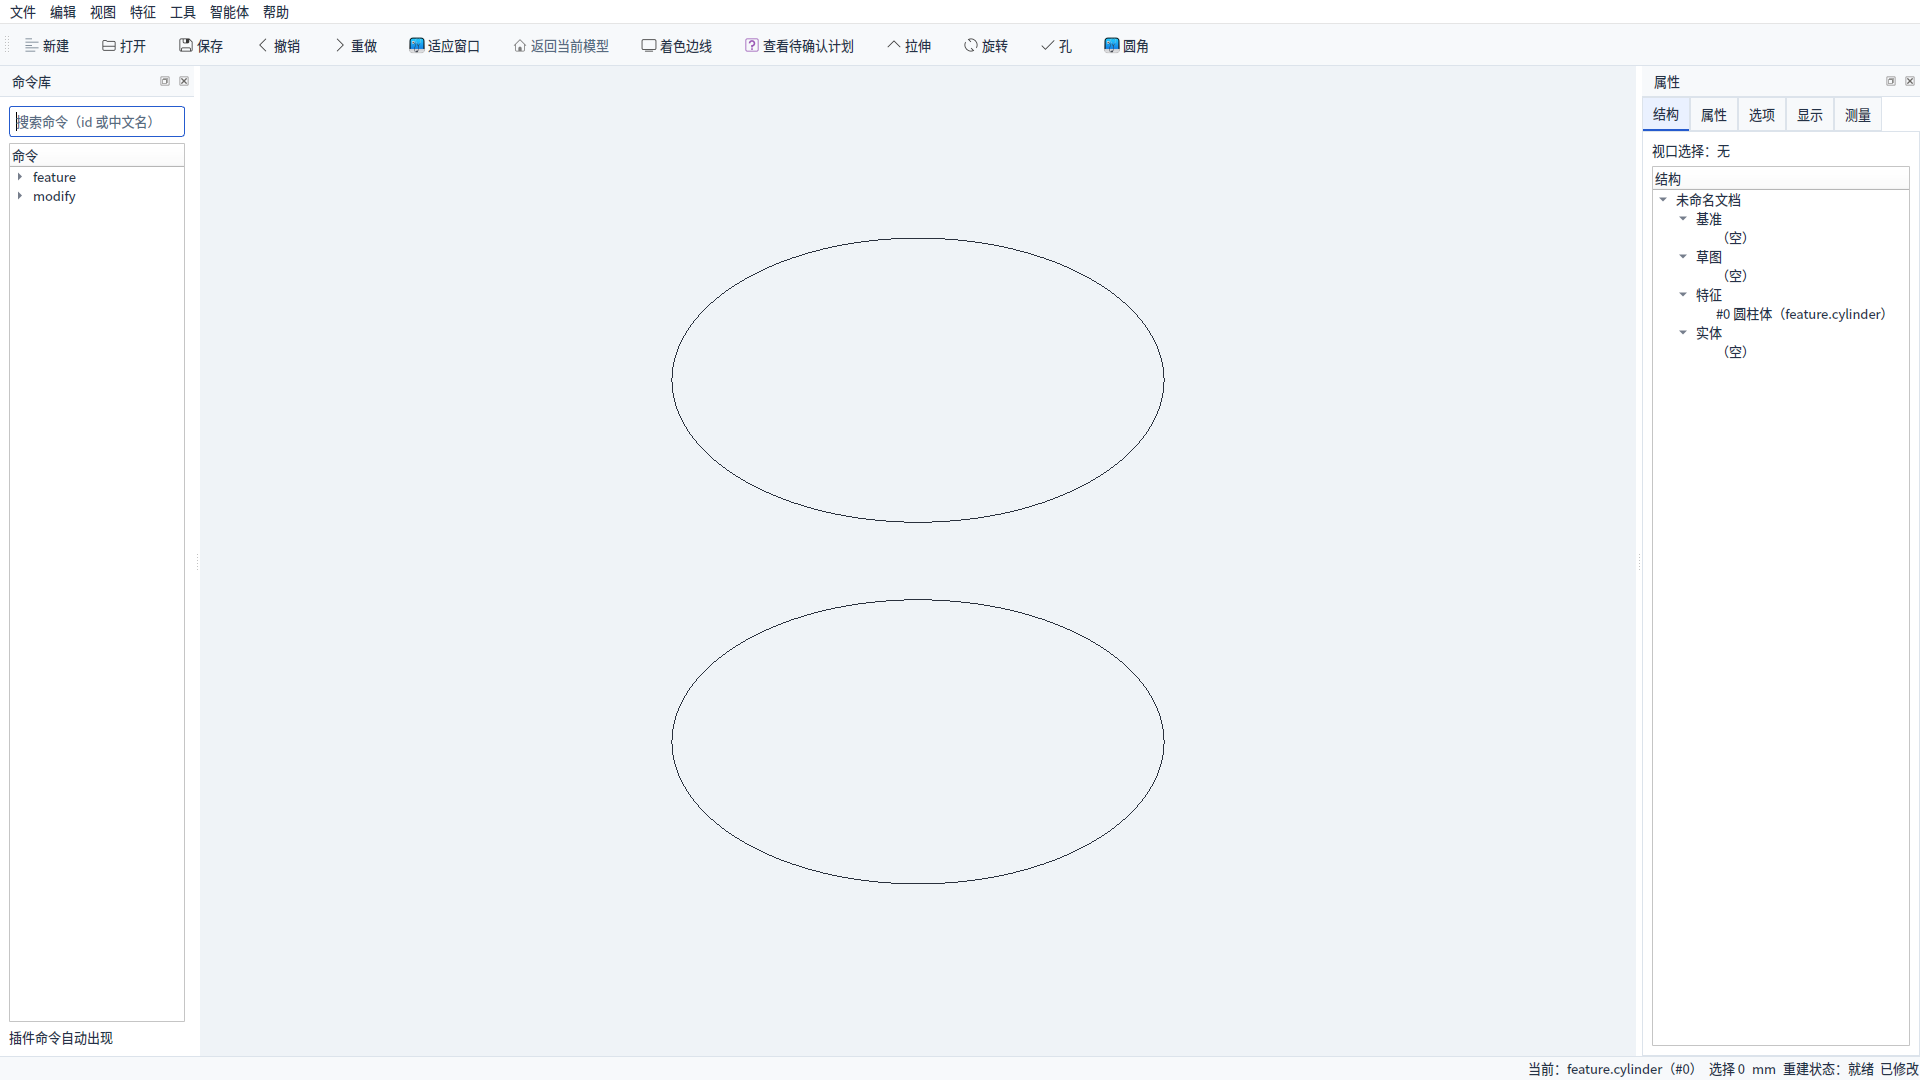 文件 编辑 视图 特征 工具 智能体 帮助
新建 打开 保存 撤销 重做 适应窗口 返回当前模型 着色边线 查看待确认计划 拉伸 旋转 孔 圆角
命令库
搜索命令（id 或中文名）
命令
feature
modify
插件命令自动出现
属性
结构 属性 选项 显示 测量
视口选择：无
结构
未命名文档
基准
（空）
草图
（空）
特征
#0 圆柱体（feature.cylinder）
实体
（空）
当前：feature.cylinder（#0） 选择 0 mm 重建状态：就绪 已修改